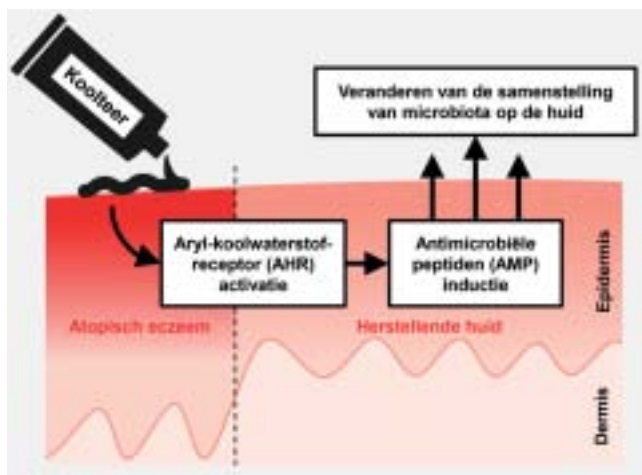 Koolteer
Veranderen van de samenstelling
van microbiota op de huid
Aryl-koolwaterstof-
receptor (AHR)
activatie
Antimicrobiële
peptiden (AMP)
inductie
Atopisch eczeem
Herstellende huid
Epidermis
Dermis